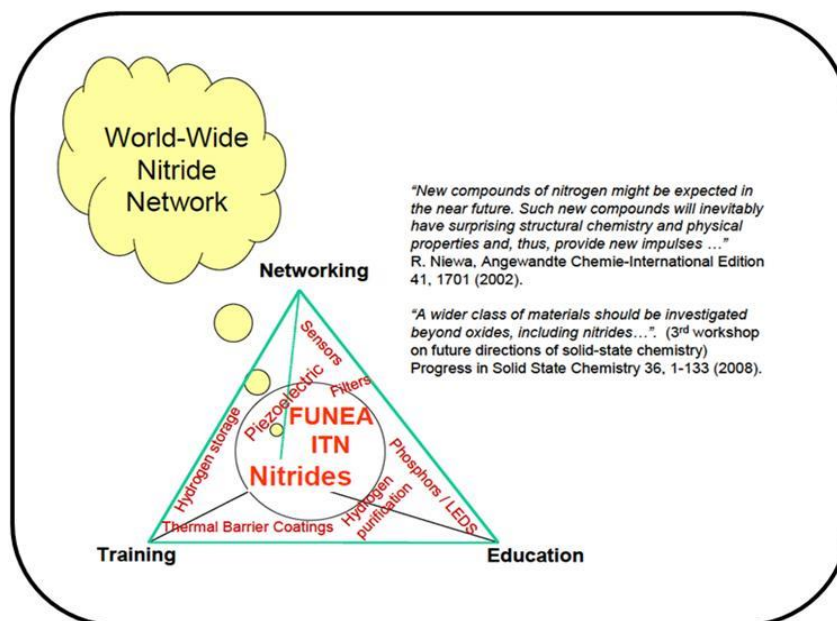 World-Wide
Nitride
Network
"New compounds of nitrogen might be expected in
the near future. Such new compounds will inevitably
have surprising structural chemistry and physical
properties and, thus, provide new impulses …"
R. Niewa, Angewandte Chemie-International Edition
41, 1701 (2002).
"A wider class of materials should be investigated
beyond oxides, including nitrides…". (3rd workshop
on future directions of solid-state chemistry)
Progress in Solid State Chemistry 36, 1-133 (2008).
Networking
Sensors
Piezoelectric
Filters
FUNEA
ITN
Nitrides
Hydrogen storage
Phosphors / LEDS
Hydrogen
purification
Thermal Barrier Coatings
Training
Education